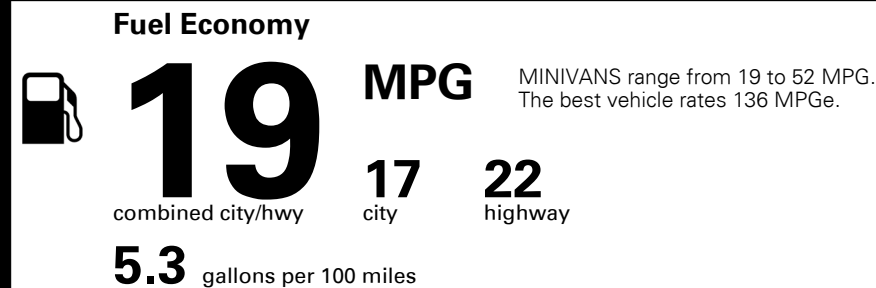 Fuel Economy
19 MPG
MINIVANS range from 19 to 52 MPG.
The best vehicle rates 136 MPGe.
17 22
combined city/hwy city highway
5.3 gallons per 100 miles